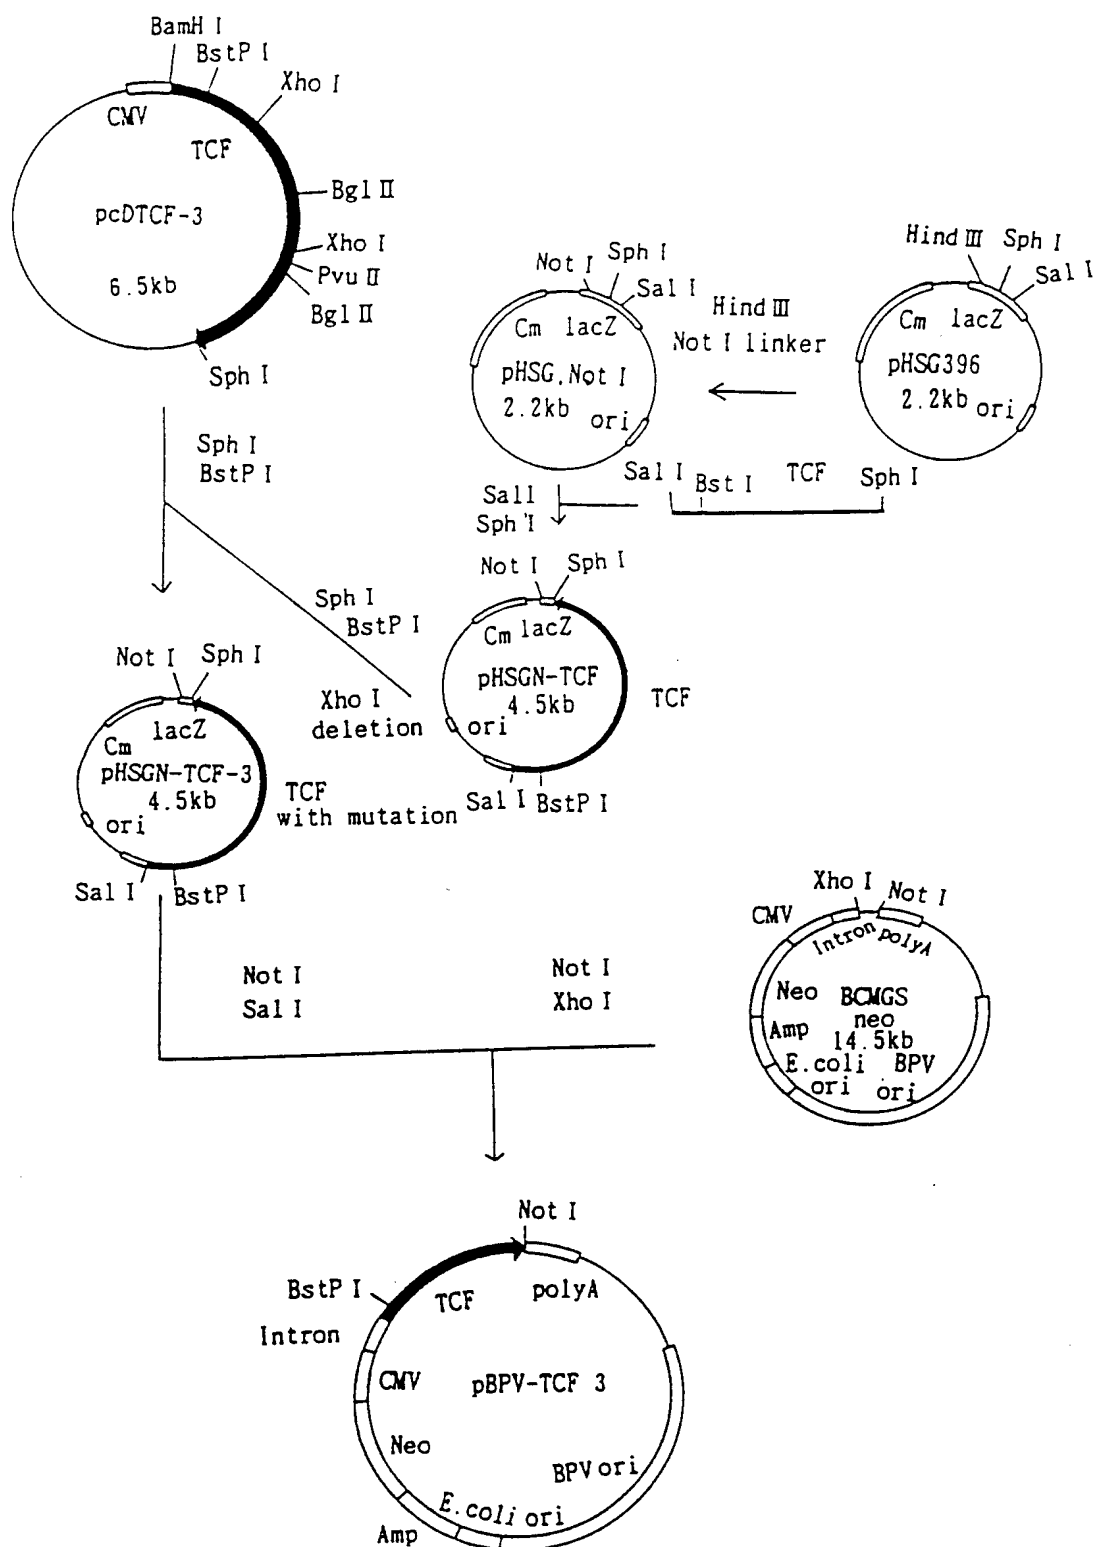 BamH I
BstP I
Xho I
CMV
TCF
Bgl II
pcDTCF-3
Xho I
Pvu II
6.5kb
Bgl II
Sph I
Hind III Sph I
Sal I
Not I Sph I
Sal I
Hind III
Not I linker
Cm lacZ
pHSG,Not I
2.2kb ori
Cm lacZ
pHSG396
2.2kb ori
Sph I
BstP I
Sal I Bst I TCF Sph I
SalI
Sph I
Not I Sph I
Sph I
BstP I
Cm lacZ
pHSGN-TCF
4.5kb
ori
TCF
Xho I
deletion
Sal I BstP I
Not I Sph I
lacZ
Cm
pHSGN-TCF-3
4.5kb
ori
TCF
with mutation
Sal I BstP I
Xho I Not I
CMV
Intron polyA
Neo BCMGS
neo
Amp 14.5kb
E.coli BPV
ori ori
Not I
Sal I
Not I
Xho I
Not I
BstP I
TCF polyA
Intron
CMV pBPV-TCF 3
Neo
BPV ori
E.coli ori
Amp